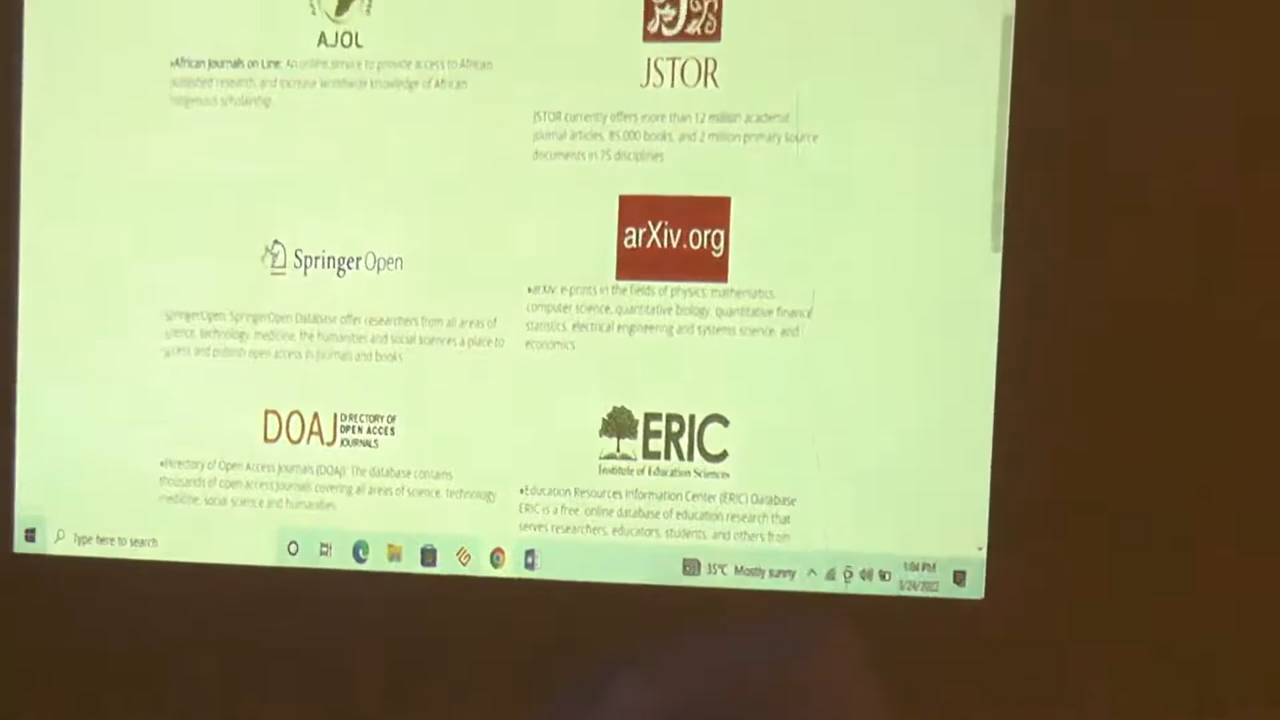 AJOL
•African Journals on Line: An online service to provide access to African
published research, and increase worldwide knowledge of African
indigenous scholarship.
JSTOR
JSTOR currently offers more than 12 million academic
journal articles, 85,000 books, and 2 million primary source
documents in 75 disciplines
SpringerOpen
SpringerOpen: SpringerOpen Database offer researchers from all areas of
science, technology, medicine, the humanities and social sciences a place to
access and publish open access in journals and books
arXiv.org
•arXiv: e-prints in the fields of physics, mathematics,
computer science, quantitative biology, quantitative finance
statistics, electrical engineering and systems science, and
economics
DOAJ DIRECTORY OF
OPEN ACCES
JOURNALS
•Directory of Open Access Journals (DOAJ): The database contains
thousands of open access journals covering all areas of science, technology
medicine, social science and humanities
ERIC
Institute of Education Sciences
•Education Resources Information Center (ERIC) Database
ERIC is a free, online database of education research that
serves researchers, educators, students, and others from
Type here to search
35°C Mostly sunny
1:04 PM